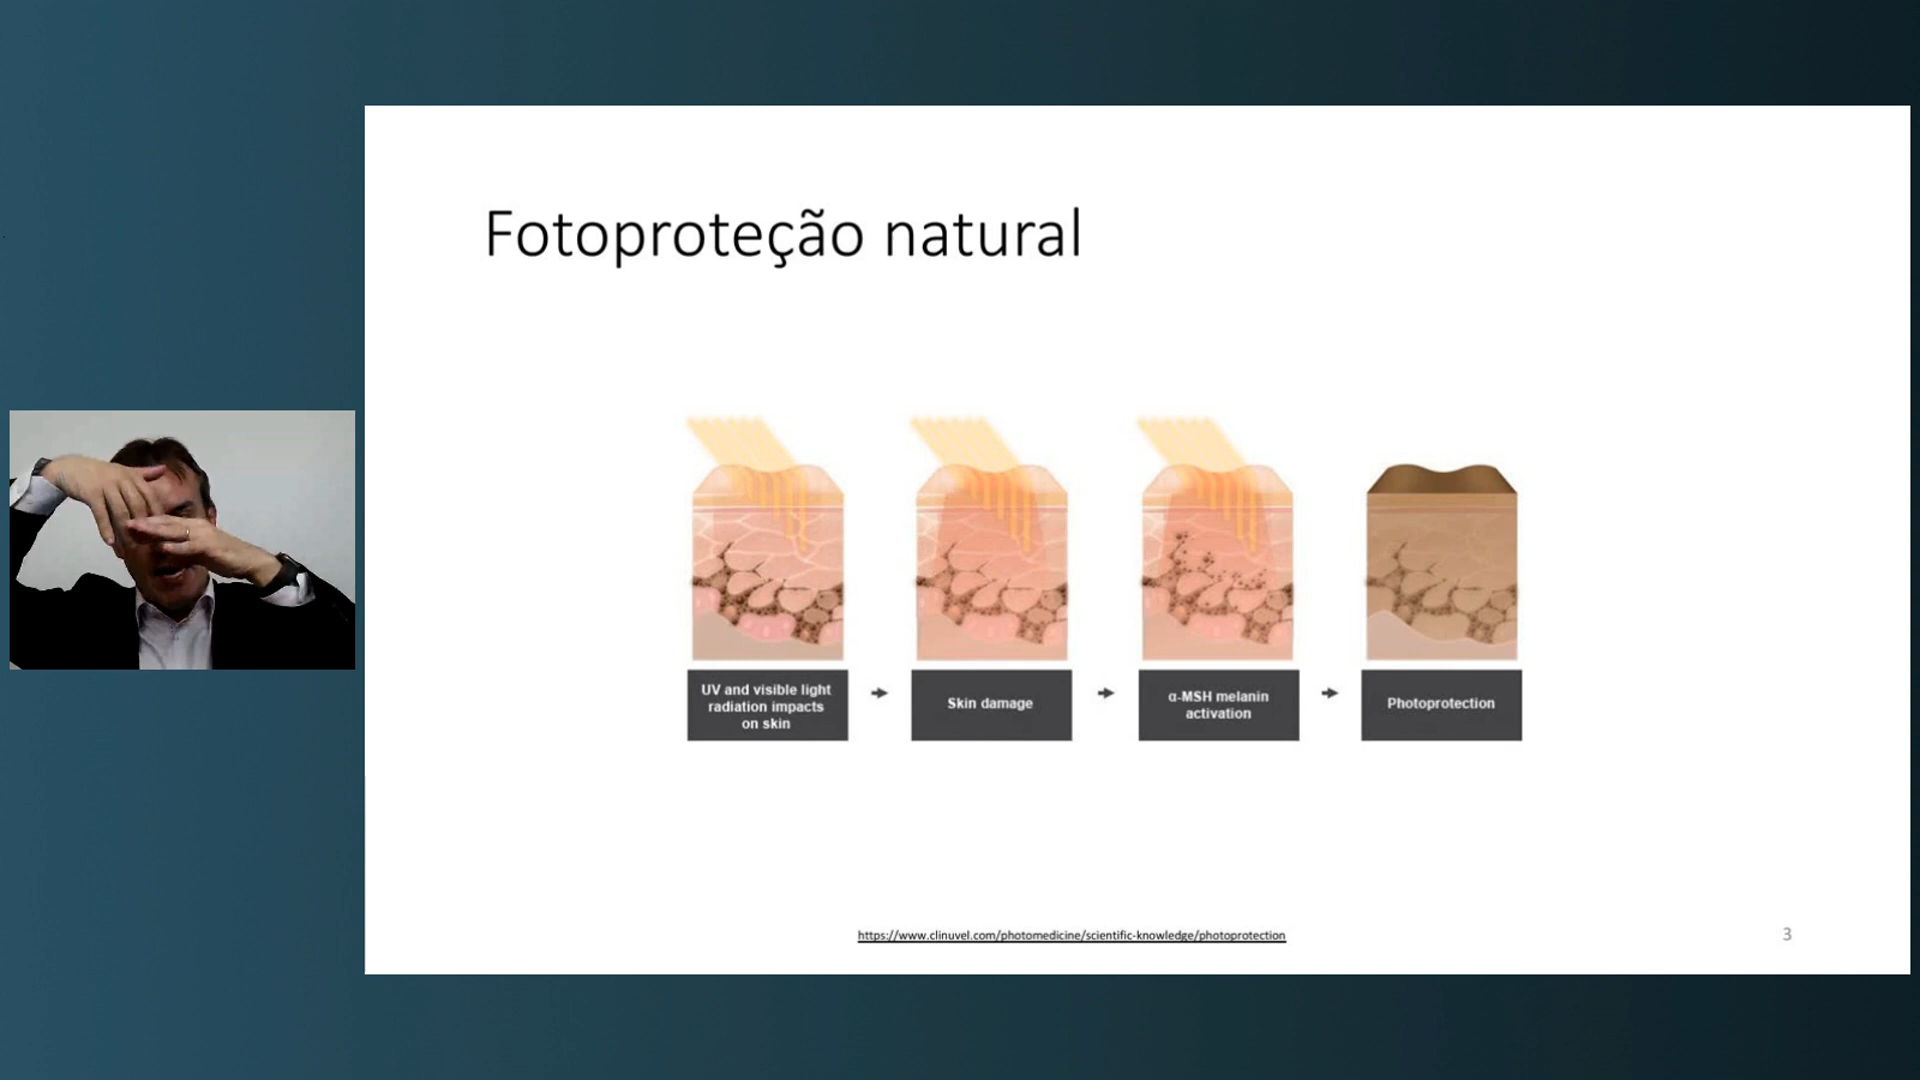 Fotoproteção natural
UV and visible light
radiation impacts
on skin
Skin damage
α-MSH melanin
activation
Photoprotection
https://www.clinuvel.com/photomedicine/scientific-knowledge/photoprotection
3